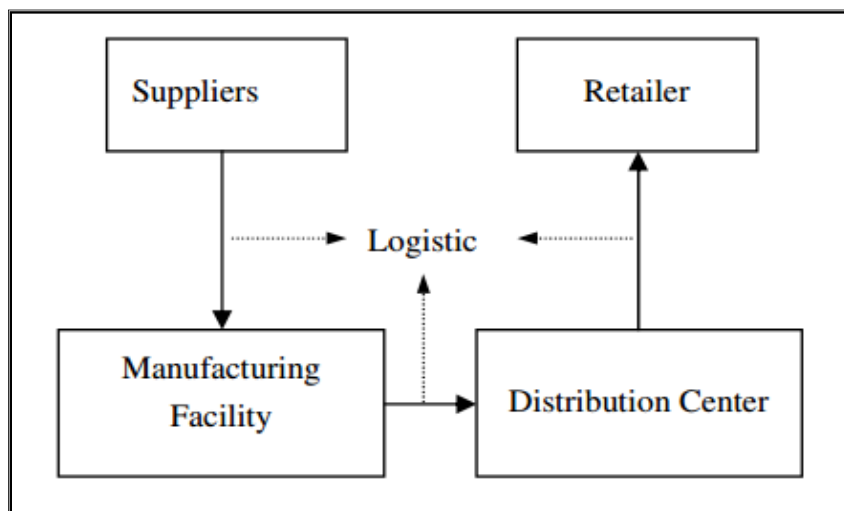 Suppliers
Retailer
Logistic
Manufacturing
Facility
Distribution Center